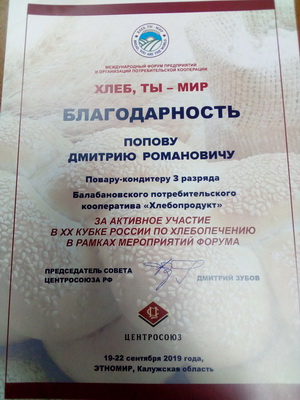 МЕЖДУНАРОДНЫЙ ФОРУМ ПРЕДПРИЯТИЙ
И ОРГАНИЗАЦИЙ ПОТРЕБИТЕЛЬСКОЙ КООПЕРАЦИИ
ХЛЕБ, ТЫ – МИР
БЛАГОДАРНОСТЬ
ПОПОВУ
ДМИТРИЮ РОМАНОВИЧУ
Повару-кондитеру 3 разряда
Балабановского потребительского
кооператива «Хлебопродукт»
ЗА АКТИВНОЕ УЧАСТИЕ
В XX КУБКЕ РОССИИ ПО ХЛЕБОПЕЧЕНИЮ
В РАМКАХ МЕРОПРИЯТИЙ ФОРУМА
ПРЕДСЕДАТЕЛЬ СОВЕТА
ЦЕНТРОСОЮЗА РФ
ДМИТРИЙ ЗУБОВ
ЦЕНТРОСОЮЗ
19-22 сентября 2019 года,
ЭТНОМИР, Калужская область